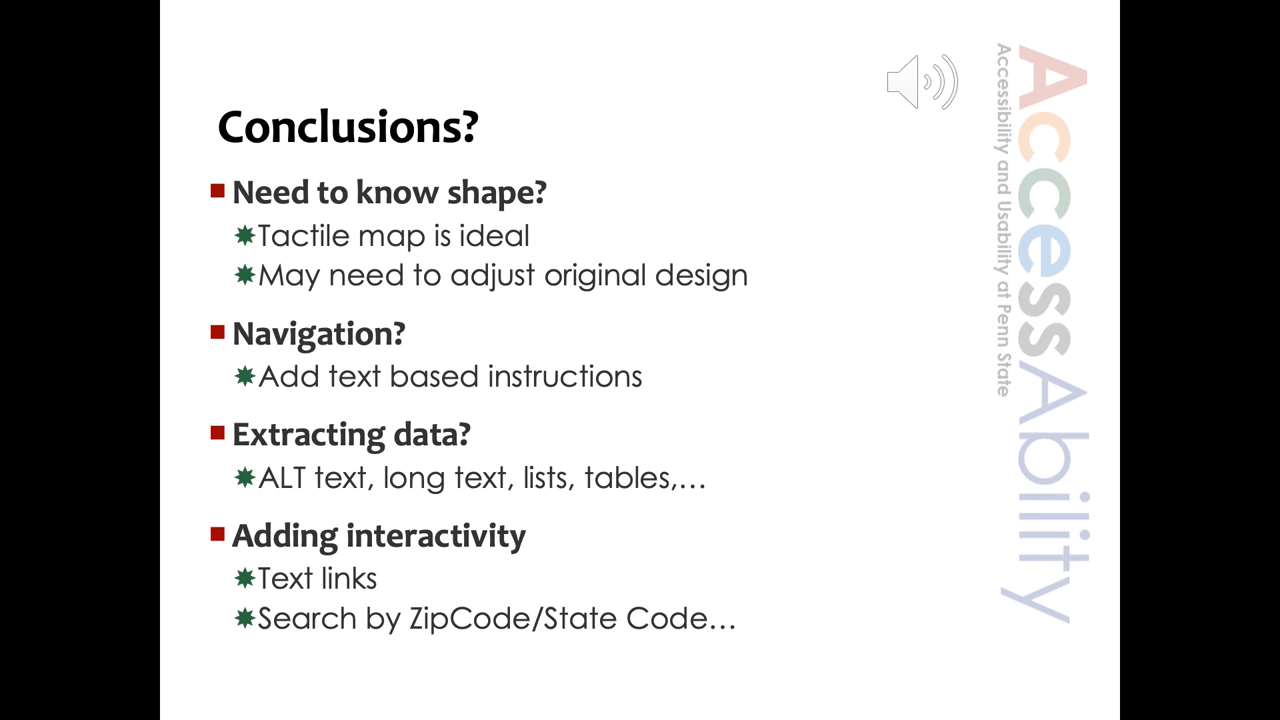 Conclusions?
Need to know shape?
Tactile map is ideal
May need to adjust original design
Navigation?
Add text based instructions
Extracting data?
ALT text, long text, lists, tables,…
Adding interactivity
Text links
Search by ZipCode/State Code…
AccessAbility
Accessibility and Usability at Penn State